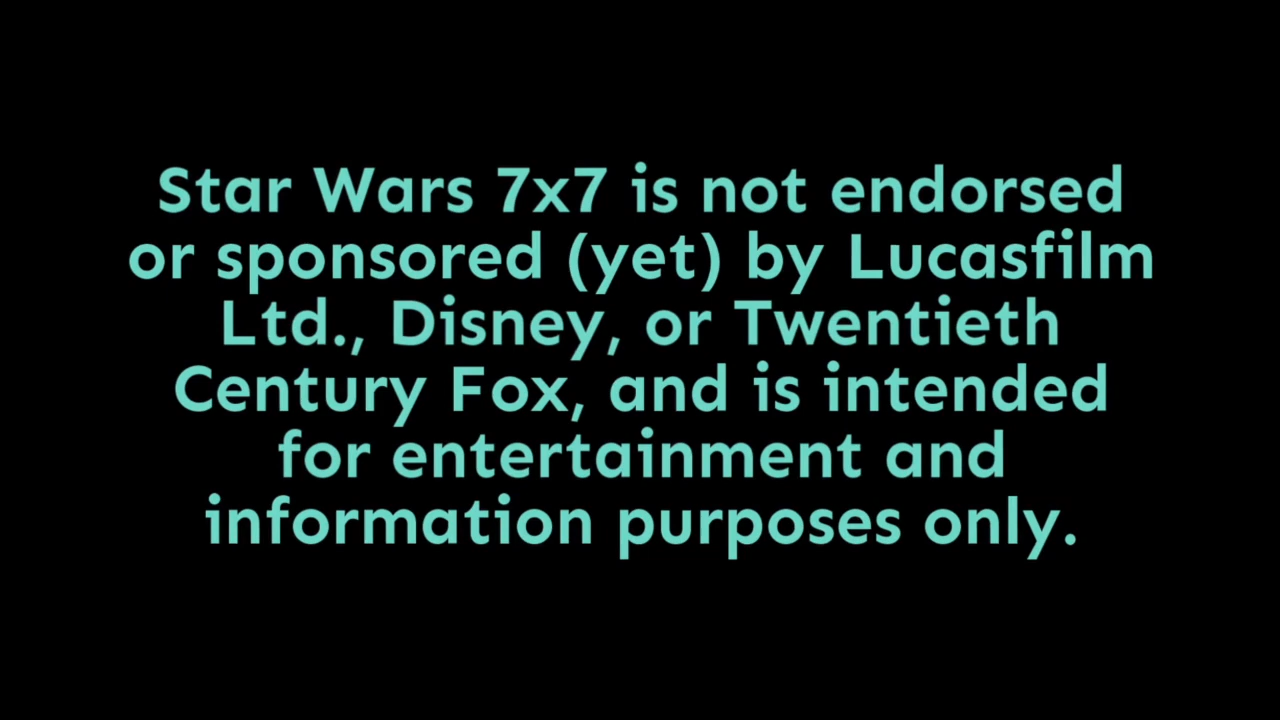 Star Wars 7x7 is not endorsed
or sponsored (yet) by Lucasfilm
Ltd., Disney, or Twentieth
Century Fox, and is intended
for entertainment and
information purposes only.